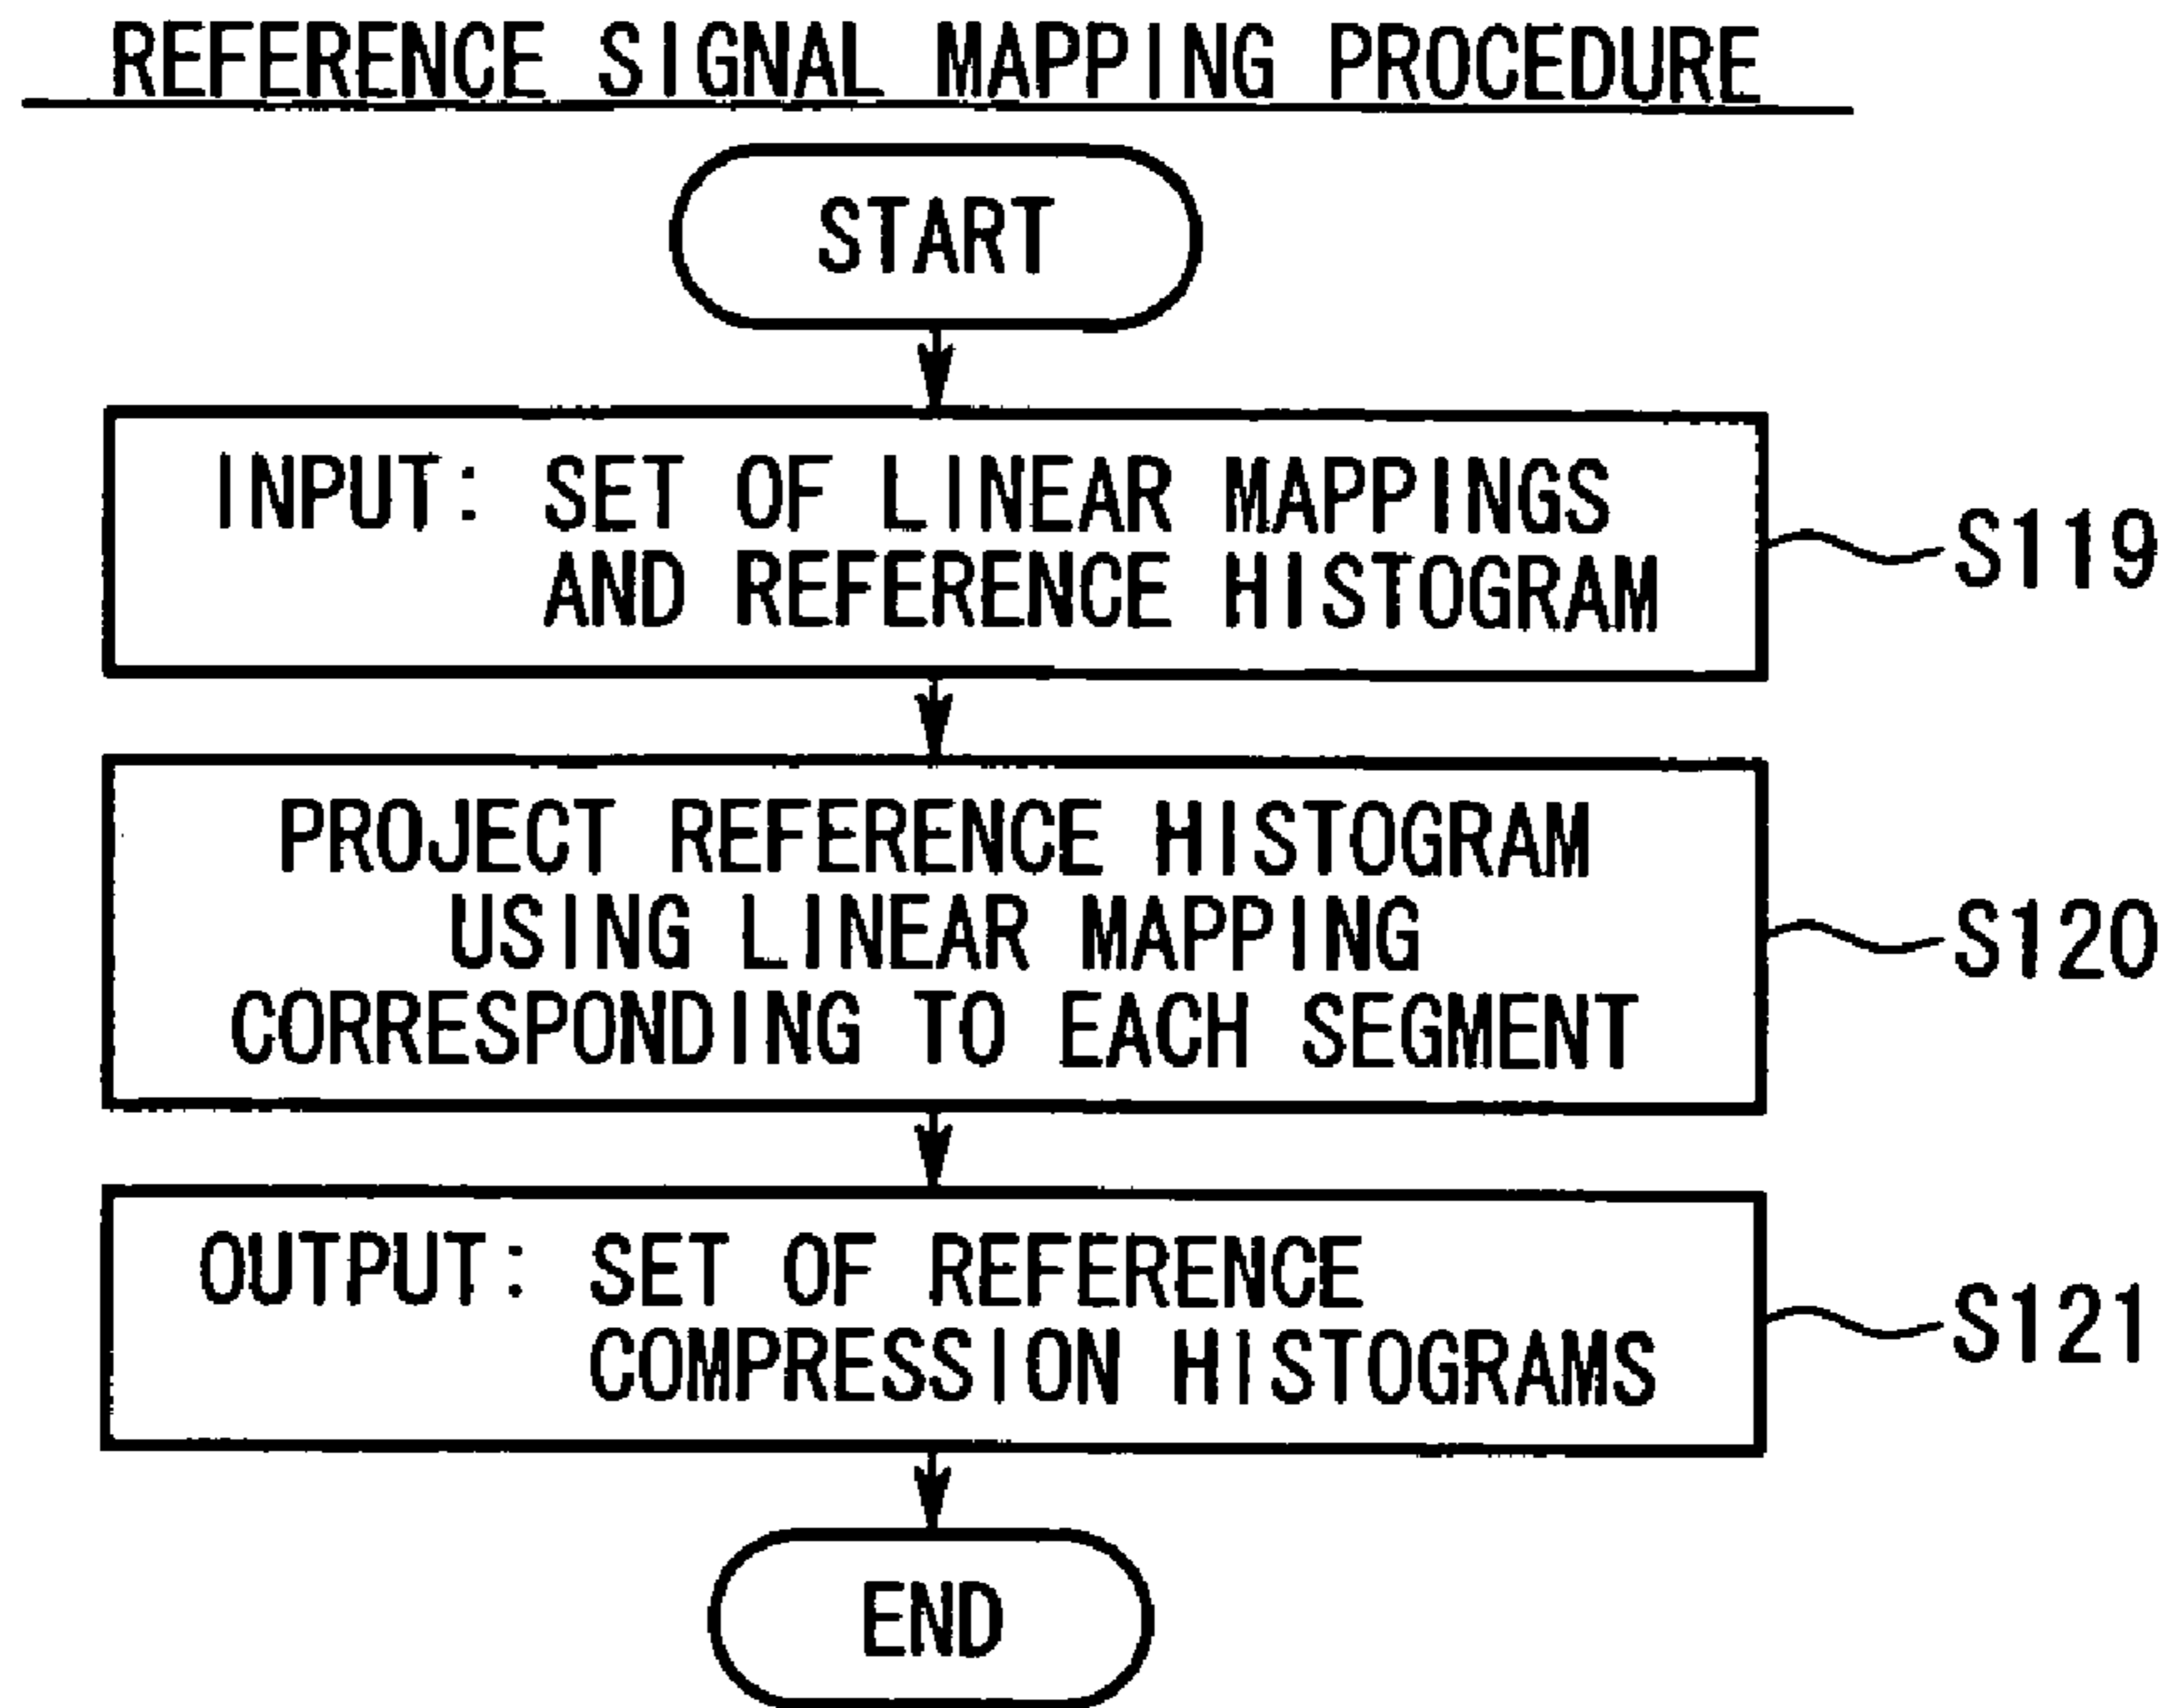 REFERENCE SIGNAL MAPPING PROCEDURE
START
INPUT: SET OF LINEAR MAPPINGS
AND REFERENCE HISTOGRAM
S119
PROJECT REFERENCE HISTOGRAM
USING LINEAR MAPPING
CORRESPONDING TO EACH SEGMENT
S120
OUTPUT: SET OF REFERENCE
COMPRESSION HISTOGRAMS
S121
END